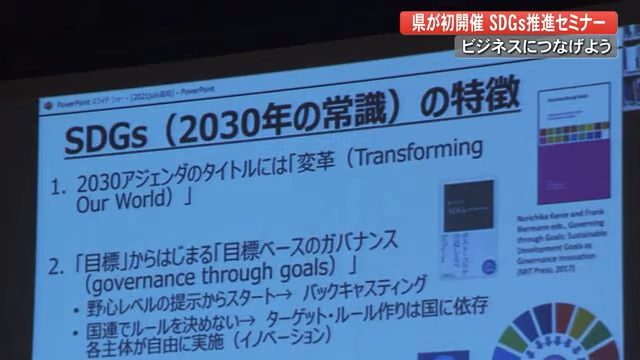 県が初開催 SDGs推進セミナー
ビジネスにつなげよう
SDGs（2030年の常識）の特徴
1. 2030アジェンダのタイトルには「変革（Transforming
Our World）」
2. 「目標」からはじまる「目標ベースのガバナンス
（governance through goals）」
• 野心レベルの提示からスタート→ バックキャスティング
• 国連でルールを決めない→ ターゲット・ルール作りは国に依存
各主体が自由に実施（イノベーション）
Norichika Kanie and Frank
Biermann eds., Governing
through Goals: Sustainable
Development Goals as
Governance Innovation
(MIT Press, 2017)
SDGs